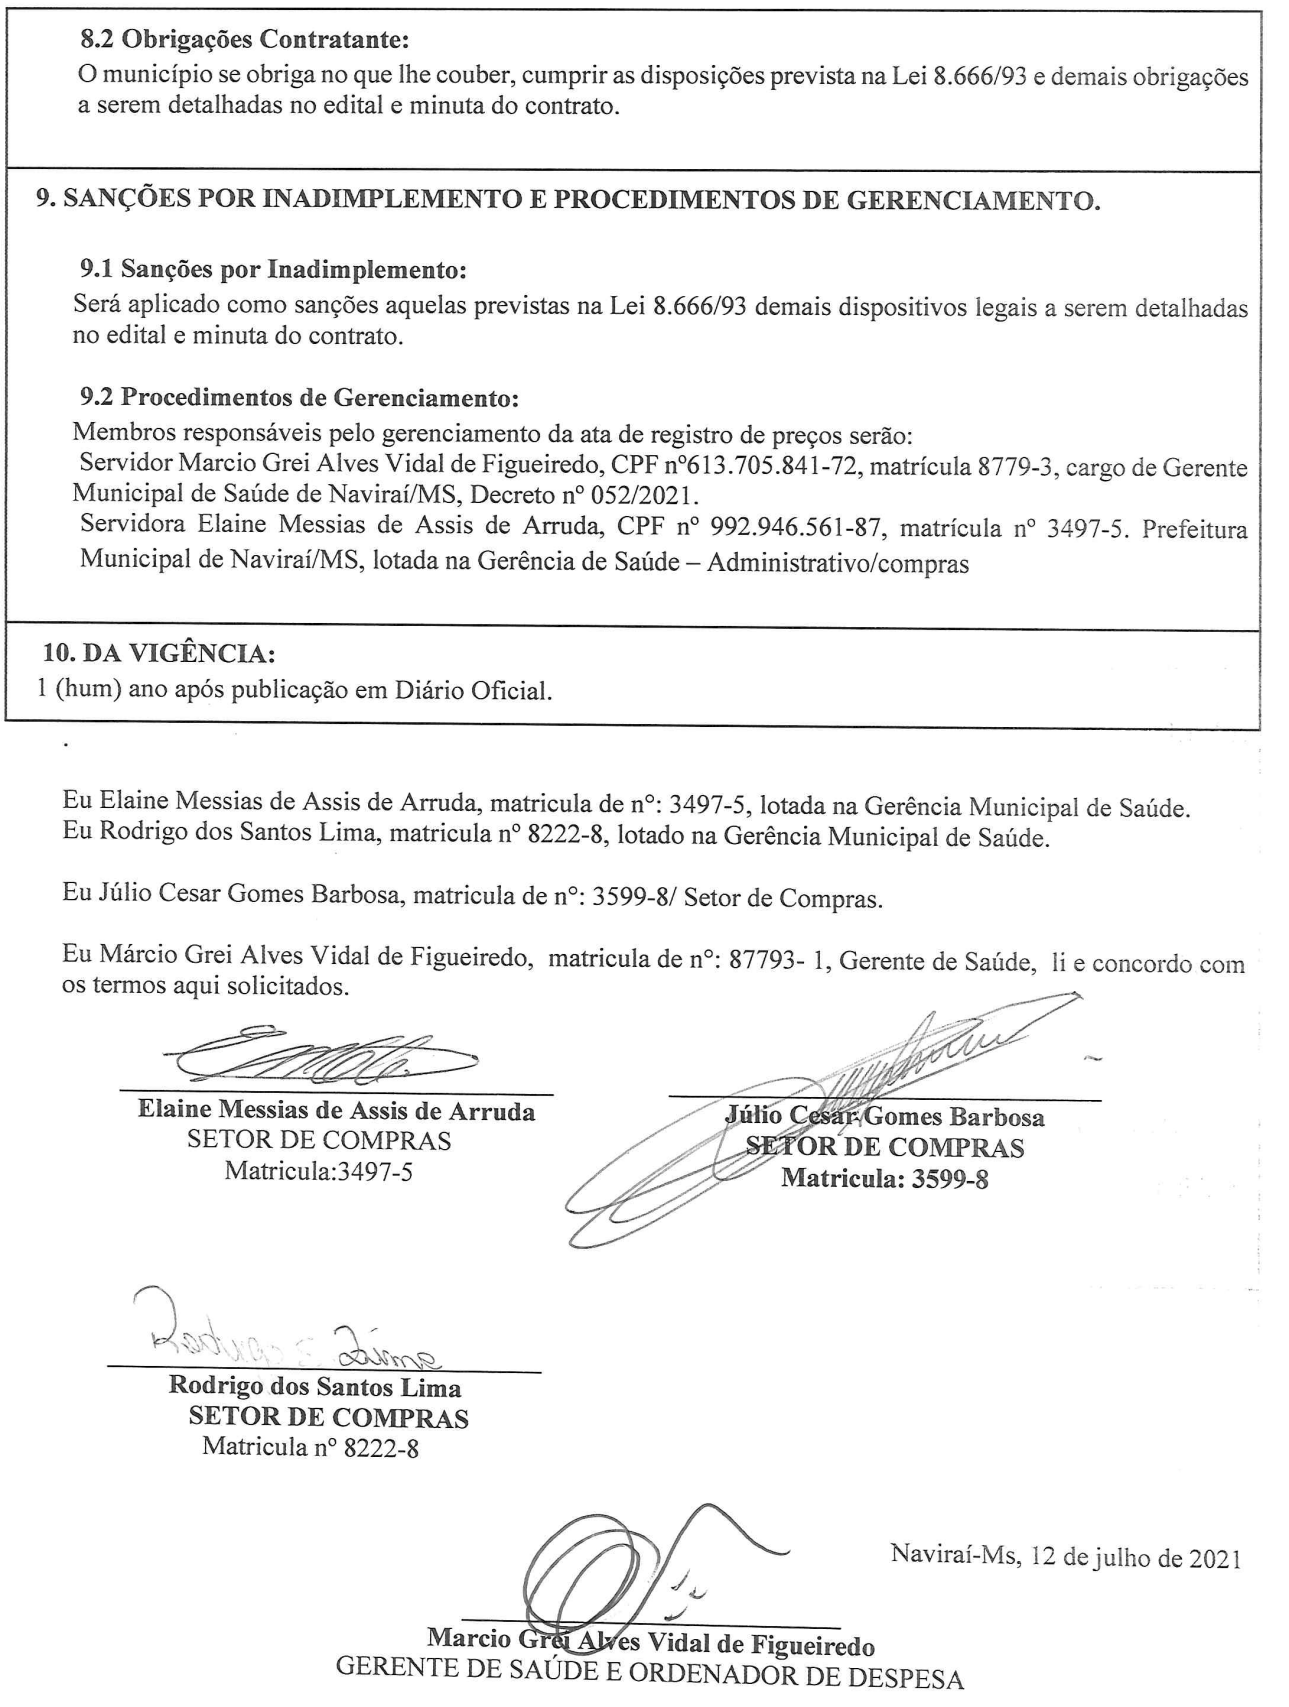 8.2 Obrigações Contratante:
O município se obriga no que lhe couber, cumprir as disposições prevista na Lei 8.666/93 e demais obrigações
a serem detalhadas no edital e minuta do contrato.
9. SANÇÕES POR INADIMPLEMENTO E PROCEDIMENTOS DE GERENCIAMENTO.
9.1 Sanções por Inadimplemento:
Será aplicado como sanções aquelas previstas na Lei 8.666/93 demais dispositivos legais a serem detalhadas
no edital e minuta do contrato.
9.2 Procedimentos de Gerenciamento:
Membros responsáveis pelo gerenciamento da ata de registro de preços serão:
Servidor Marcio Grei Alves Vidal de Figueiredo, CPF nº613.705.841-72, matrícula 8779-3, cargo de Gerente
Municipal de Saúde de Naviraí/MS, Decreto nº 052/2021.
Servidora Elaine Messias de Assis de Arruda, CPF nº 992.946.561-87, matrícula nº 3497-5. Prefeitura
Municipal de Naviraí/MS, lotada na Gerência de Saúde – Administrativo/compras
10. DA VIGÊNCIA:
1 (hum) ano após publicação em Diário Oficial.
.
Eu Elaine Messias de Assis de Arruda, matricula de n°: 3497-5, lotada na Gerência Municipal de Saúde.
Eu Rodrigo dos Santos Lima, matricula nº 8222-8, lotado na Gerência Municipal de Saúde.
Eu Júlio Cesar Gomes Barbosa, matricula de n°: 3599-8/ Setor de Compras.
Eu Márcio Grei Alves Vidal de Figueiredo, matricula de n°: 87793- 1, Gerente de Saúde, li e concordo com
os termos aqui solicitados.
Elaine Messias de Assis de Arruda
SETOR DE COMPRAS
Matricula:3497-5
Júlio Cesar Gomes Barbosa
SETOR DE COMPRAS
Matricula: 3599-8
Rodrigo S Lima
Rodrigo dos Santos Lima
SETOR DE COMPRAS
Matricula nº 8222-8
Naviraí-Ms, 12 de julho de 2021
Marcio Grei Alves Vidal de Figueiredo
GERENTE DE SAÚDE E ORDENADOR DE DESPESA